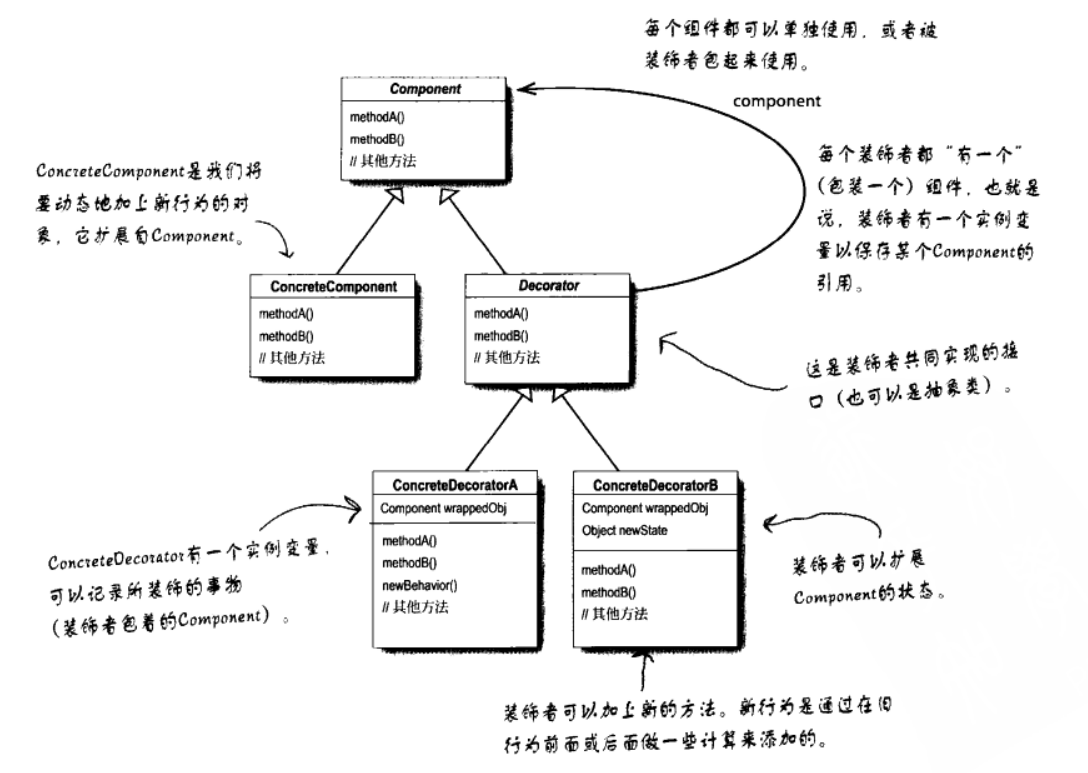 每个组件都可以单独使用，或者被
装饰者包起来使用。
Component
methodA()
methodB()
// 其他方法
component
ConcreteComponent是我们将
要动态地加上新行为的对
象，它扩展自Component。
每个装饰者都“有一个”
（包装一个）组件，也就是
说，装饰者有一个实例变
量以保存某个Component的
引用。
ConcreteComponent
methodA()
methodB()
// 其他方法
Decorator
methodA()
methodB()
// 其他方法
这是装饰者共同实现的接
口（也可以是抽象类）。
ConcreteDecoratorA
Component wrappedObj
methodA()
methodB()
newBehavior()
// 其他方法
ConcreteDecoratorB
Component wrappedObj
Object newState
methodA()
methodB()
// 其他方法
ConcreteDecorator有一个实例变量，
可以记录所装饰的事物
（装饰者包着的Component）。
装饰者可以扩展
Component的状态。
装饰者可以加上新的方法。新行为是通过在旧
行为前面或后面做一些计算来添加的。